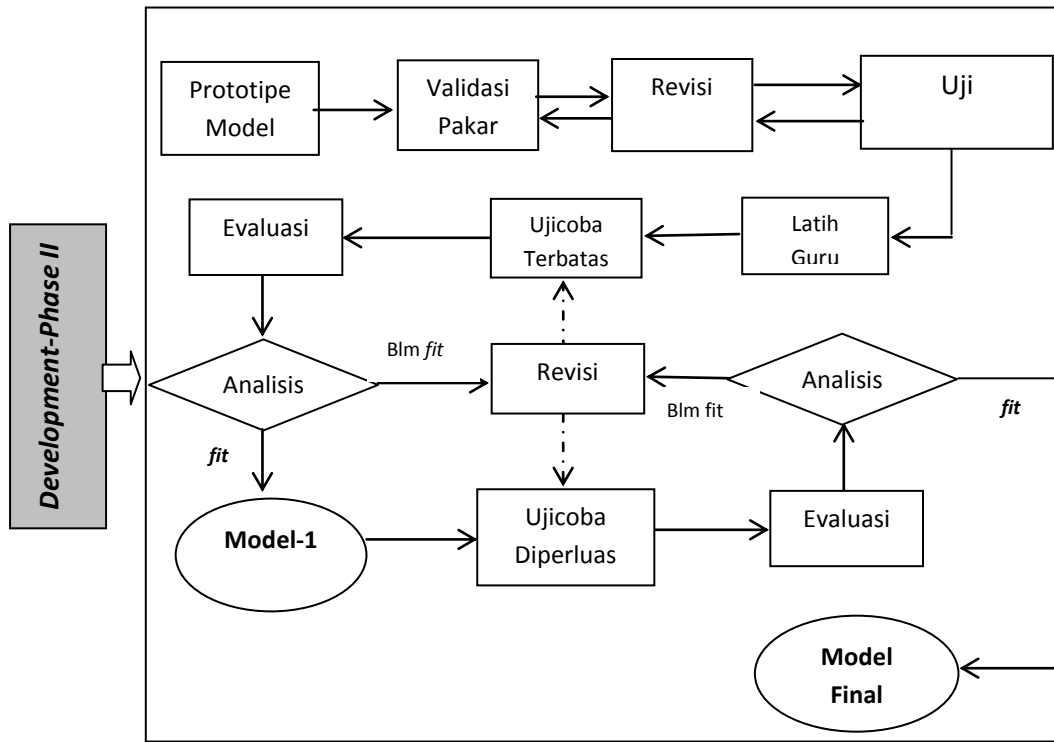 Prototipe
Model
Validasi
Pakar
Revisi
Uji
Evaluasi
Ujicoba
Terbatas
Latih
Guru
Development-Phase II
Analisis
Blm fit
Revisi
Analisis
Blm fit
fit
fit
Model-1
Ujicoba
Diperluas
Evaluasi
Model
Final